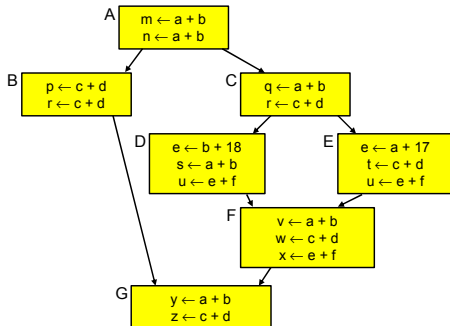 A
m ← a + b
n ← a + b
B
p ← c + d
r ← c + d
C
q ← a + b
r ← c + d
D
e ← b + 18
s ← a + b
u ← e + f
E
e ← a + 17
t ← c + d
u ← e + f
F
v ← a + b
w ← c + d
x ← e + f
G
y ← a + b
z ← c + d